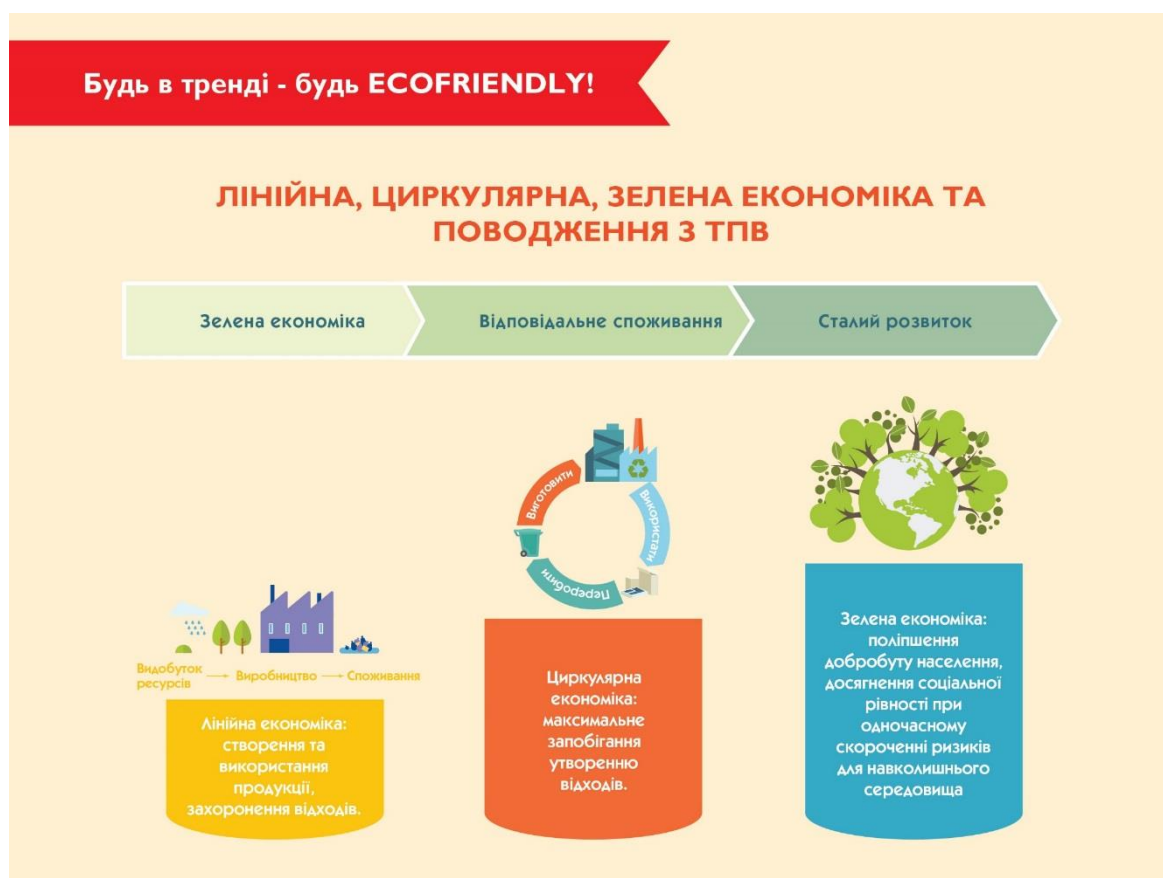 Будь в тренді - будь ECOFRIENDLY!
ЛІНІЙНА, ЦИРКУЛЯРНА, ЗЕЛЕНА ЕКОНОМІКА ТА
ПОВОДЖЕННЯ З ТПВ
Зелена економіка
Відповідальне споживання
Сталий розвиток
Видобуток
ресурсів
Виробництво
Споживання
Лінійна економіка:
створення та
використання
продукції,
захоронення відходів.
Виготовити
Використати
Переробити
Циркулярна
економіка:
максимальне
запобігання
утворенню
відходів.
Зелена економіка:
поліпшення
добробуту населення,
досягнення соціальної
рівності при
одночасному
скороченні ризиків
для навколишнього
середовища